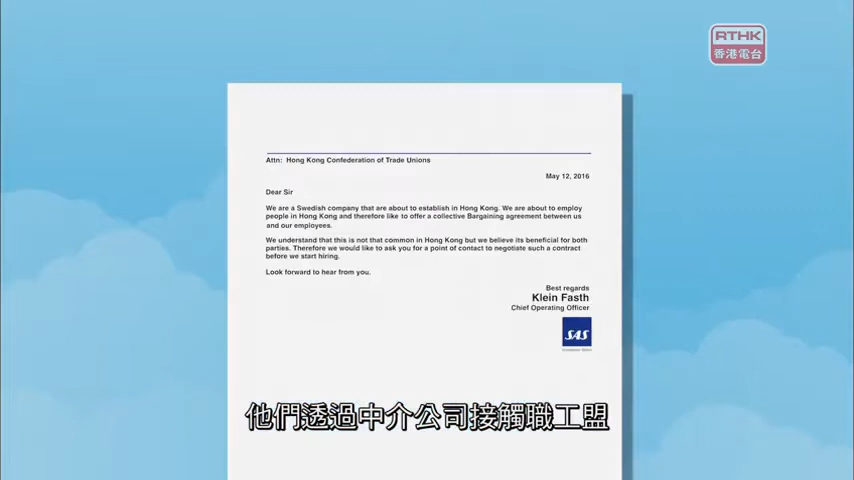 RTHK
香港電台
Attn: Hong Kong Confederation of Trade Unions
May 12, 2016
Dear Sir
We are a Swedish company that are about to establish in Hong Kong. We are about to employ
people in Hong Kong and therefore like to offer a collective Bargaining agreement between us
and our employees.
We understand that this is not that common in Hong Kong but we believe its beneficial for both
parties. Therefore we would like to ask you for a point of contact to negotiate such a contract
before we start hiring.
Look forward to hear from you.
Best regards
Klein Fasth
Chief Operating Officer
SAS
他們透過中介公司接觸職工盟